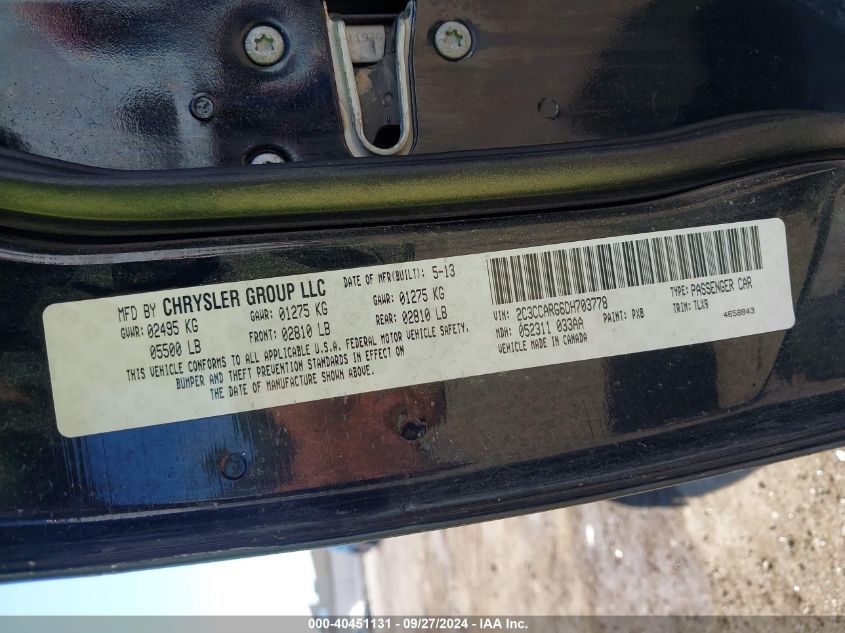 MFD BY CHRYSLER GROUP LLC DATE OF MFR(BUILT): 5-13
GVWR: 02495 KG GAWR: 01275 KG GAWR: 01275 KG
05500 LB FRONT: 02810 LB REAR: 02810 LB
THIS VEHICLE CONFORMS TO ALL APPLICABLE U.S.A. FEDERAL MOTOR VEHICLE SAFETY,
BUMPER AND THEFT PREVENTION STANDARDS IN EFFECT ON
THE DATE OF MANUFACTURE SHOWN ABOVE.
VIN: 2C3CCARG6DH703778 TYPE: PASSENGER CAR
MDH: 052311 033AA PAINT: PX8 TRIM: TLX9
VEHICLE MADE IN CANADA 4658843
000-40451131 - 09/27/2024 - IAA Inc.